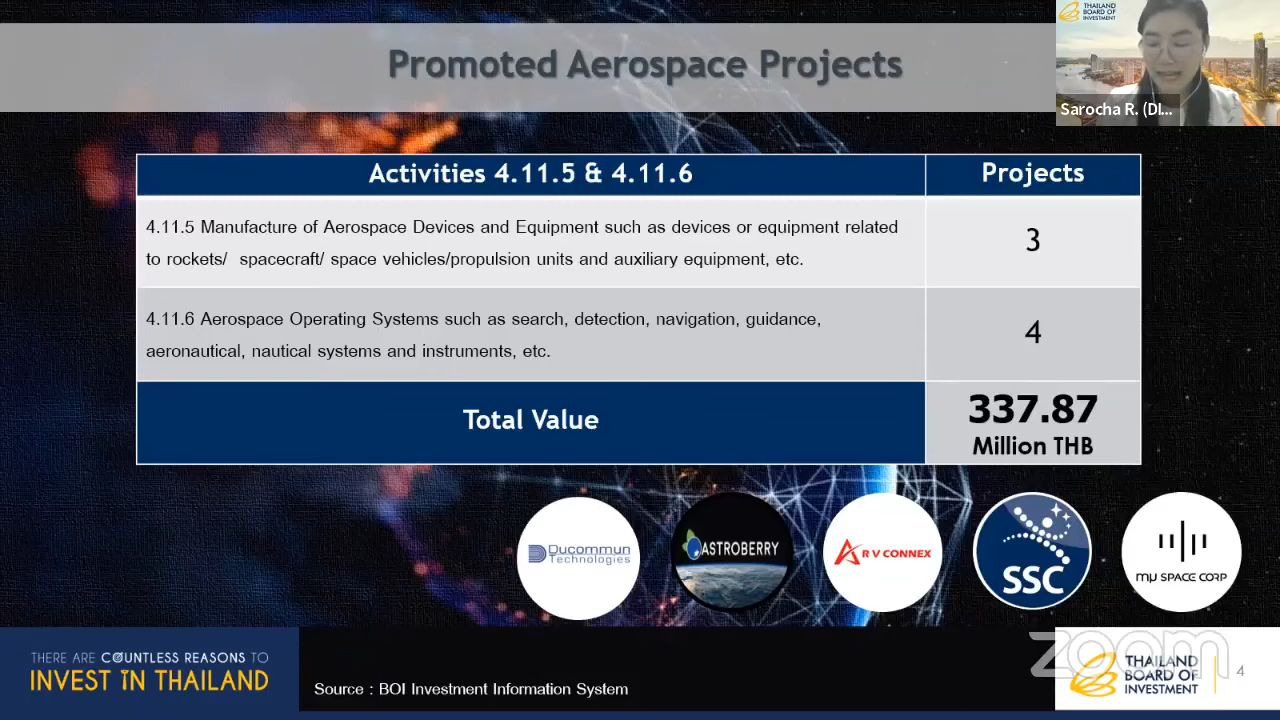 Promoted Aerospace Projects
THAILAND
BOARD OF
INVESTMENT
Sarocha R. (DI...
Activities 4.11.5 & 4.11.6
Projects
4.11.5 Manufacture of Aerospace Devices and Equipment such as devices or equipment related
to rockets/ spacecraft/ space vehicles/propulsion units and auxiliary equipment, etc.
3
4.11.6 Aerospace Operating Systems such as search, detection, navigation, guidance,
aeronautical, nautical systems and instruments, etc.
4
Total Value
337.87
Million THB
Ducommun
Technologies
ASTROBERRY
R V CONNEX
SSC
mu SPACE CORP
THERE ARE COUNTLESS REASONS TO
INVEST IN THAILAND
Source : BOI Investment Information System
zoom
THAILAND
BOARD OF
INVESTMENT
4